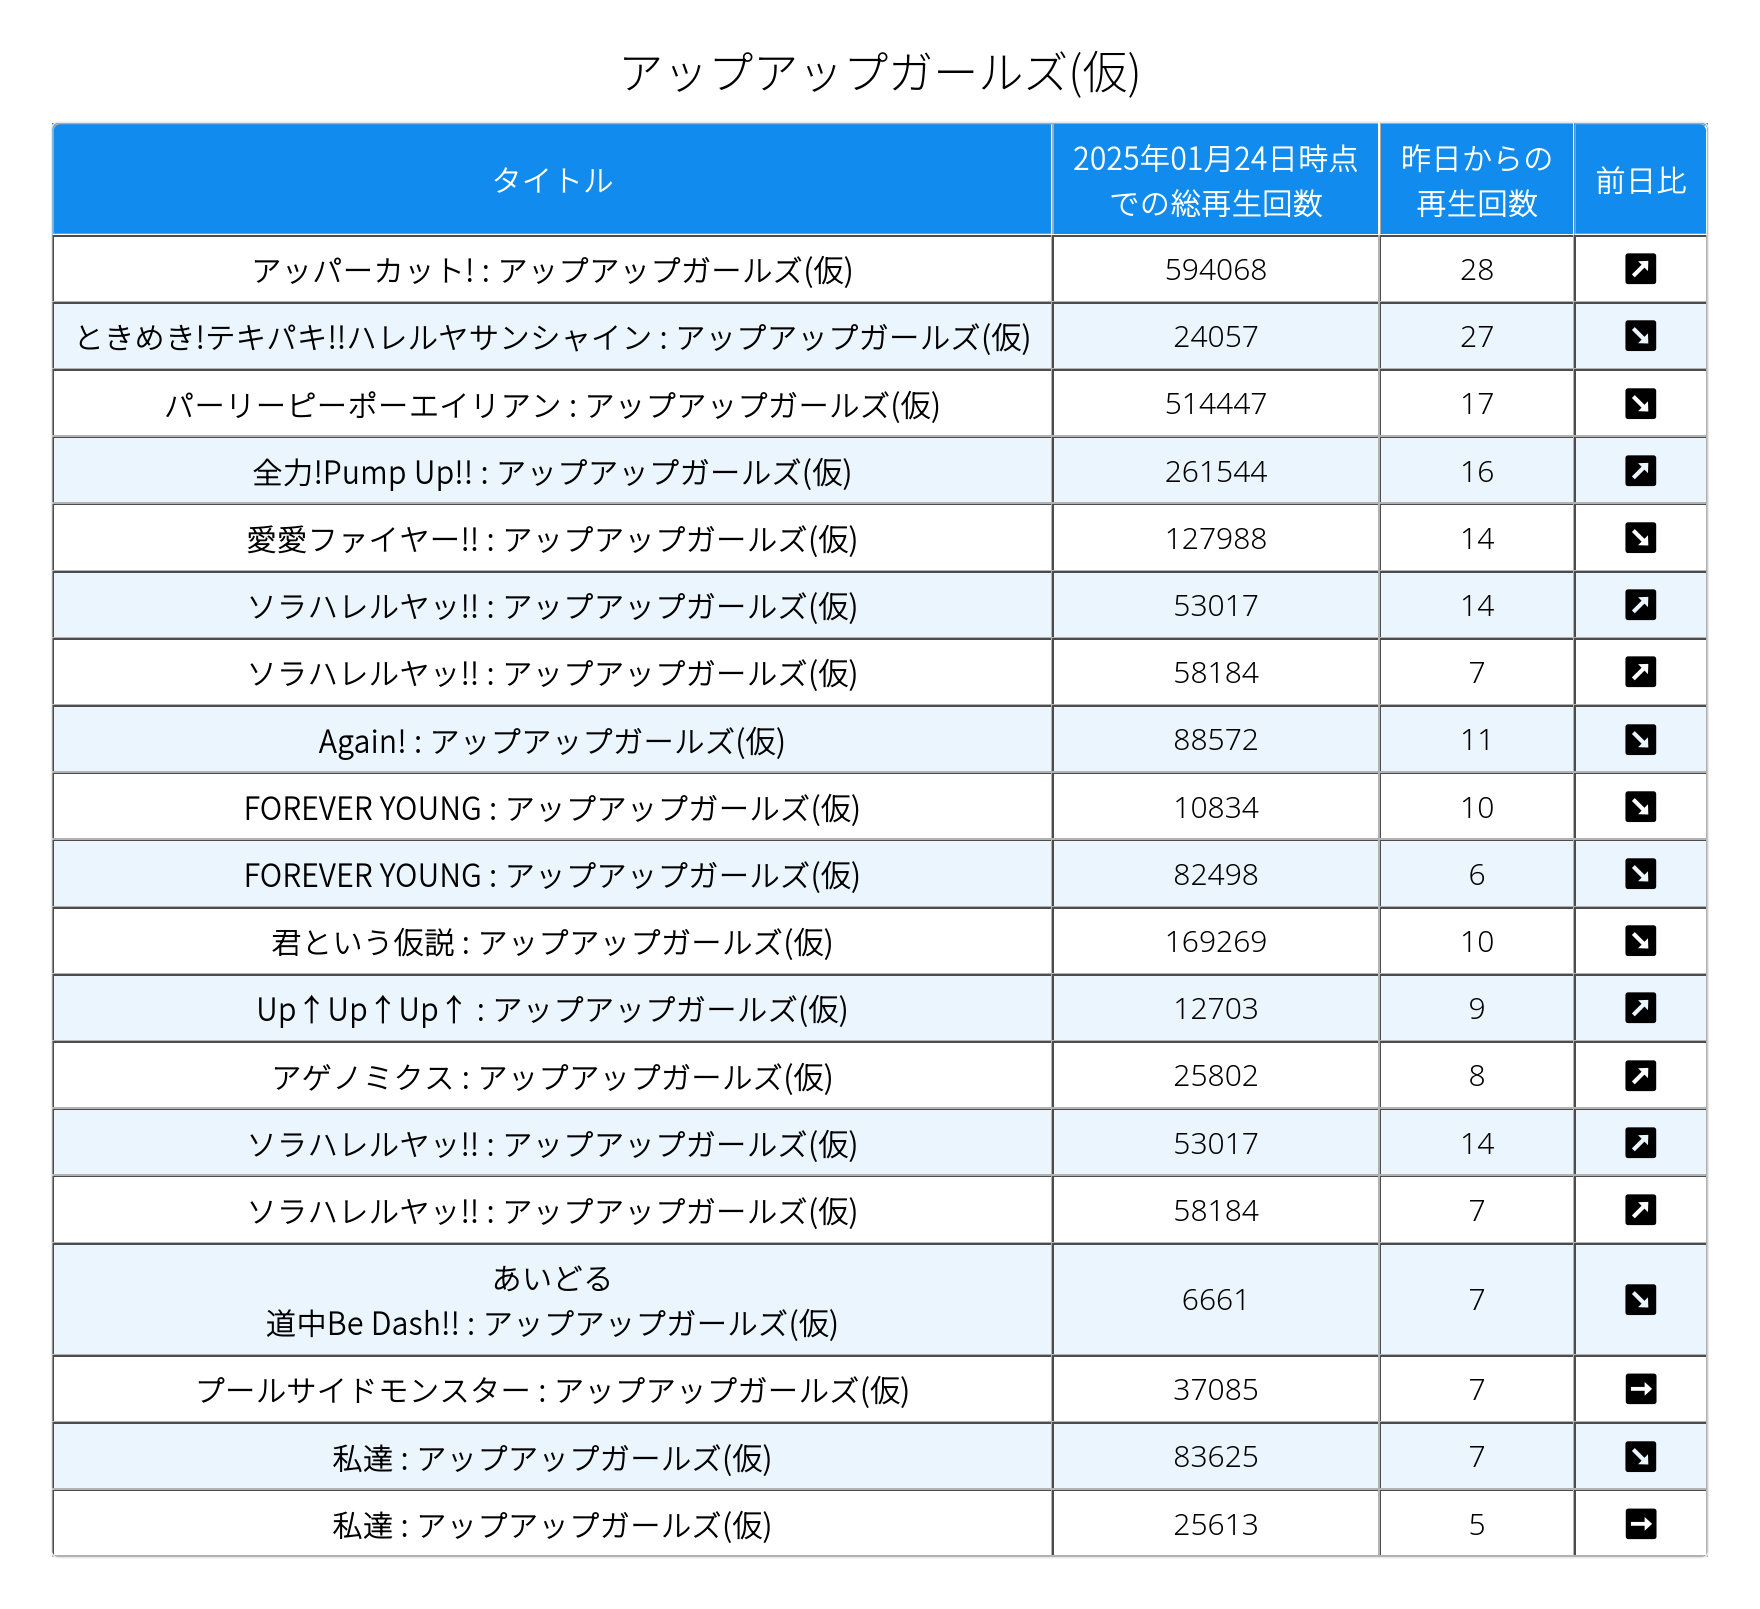 アップアップガールズ(仮)
タイトル 2025年01月24日時点での総再生回数 昨日からの再生回数 前日比
アッパーカット! : アップアップガールズ(仮) 594068 28 ↗
ときめき!テキパキ!!ハレルヤサンシャイン : アップアップガールズ(仮) 24057 27 ↘
パーリーピーポーエイリアン : アップアップガールズ(仮) 514447 17 ↘
全力!Pump Up!! : アップアップガールズ(仮) 261544 16 ↗
愛愛ファイヤー!! : アップアップガールズ(仮) 127988 14 ↘
ソラハレルヤッ!! : アップアップガールズ(仮) 53017 14 ↗
ソラハレルヤッ!! : アップアップガールズ(仮) 58184 7 ↗
Again! : アップアップガールズ(仮) 88572 11 ↘
FOREVER YOUNG : アップアップガールズ(仮) 10834 10 ↘
FOREVER YOUNG : アップアップガールズ(仮) 82498 6 ↘
君という仮説 : アップアップガールズ(仮) 169269 10 ↘
Up↑Up↑Up↑ : アップアップガールズ(仮) 12703 9 ↗
アゲノミクス : アップアップガールズ(仮) 25802 8 ↗
ソラハレルヤッ!! : アップアップガールズ(仮) 53017 14 ↗
ソラハレルヤッ!! : アップアップガールズ(仮) 58184 7 ↗
あいどる
道中Be Dash!! : アップアップガールズ(仮) 6661 7 ↘
プールサイドモンスター : アップアップガールズ(仮) 37085 7 →
私達 : アップアップガールズ(仮) 83625 7 ↘
私達 : アップアップガールズ(仮) 25613 5 →